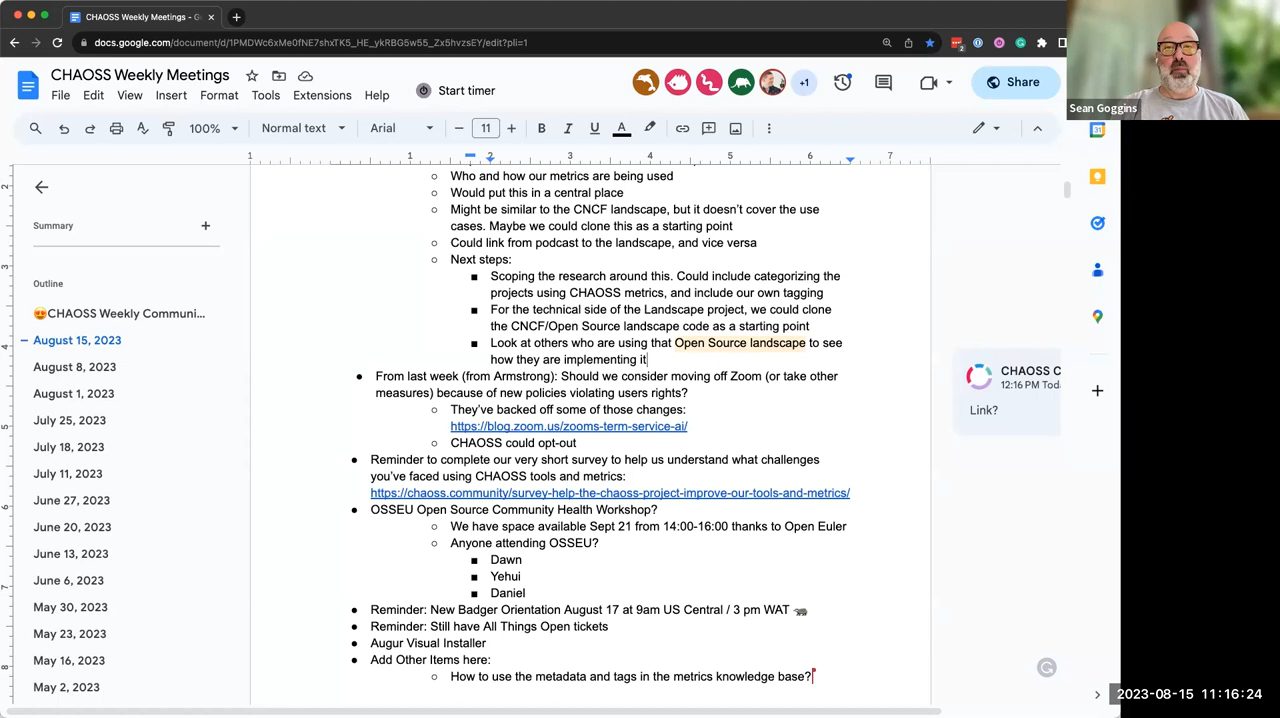 CHAOSS Weekly Meetings - G
docs.google.com/document/d/1PMDWc6xMe0fNE7shxTK5_HE_ykRBG5w55_Zx5hvzsEY/edit?pli=1
CHAOSS Weekly Meetings
File Edit View Insert Format Tools Extensions Help
Start timer
+1
Share
Sean Goggins
100%
Normal text
Arial
11
1 1 2 3 4 5 6 7
Summary
Outline
😍CHAOSS Weekly Communi...
August 15, 2023
August 8, 2023
August 1, 2023
July 25, 2023
July 18, 2023
July 11, 2023
June 27, 2023
June 20, 2023
June 13, 2023
June 6, 2023
May 30, 2023
May 23, 2023
May 16, 2023
May 2, 2023
Who and how our metrics are being used
Would put this in a central place
Might be similar to the CNCF landscape, but it doesn't cover the use
cases. Maybe we could clone this as a starting point
Could link from podcast to the landscape, and vice versa
Next steps:
Scoping the research around this. Could include categorizing the
projects using CHAOSS metrics, and include our own tagging
For the technical side of the Landscape project, we could clone
the CNCF/Open Source landscape code as a starting point
Look at others who are using that Open Source landscape to see
how they are implementing it
From last week (from Armstrong): Should we consider moving off Zoom (or take other
measures) because of new policies violating users rights?
They've backed off some of those changes:
https://blog.zoom.us/zooms-term-service-ai/
CHAOSS could opt-out
Reminder to complete our very short survey to help us understand what challenges
you've faced using CHAOSS tools and metrics:
https://chaoss.community/survey-help-the-chaoss-project-improve-our-tools-and-metrics/
OSSEU Open Source Community Health Workshop?
We have space available Sept 21 from 14:00-16:00 thanks to Open Euler
Anyone attending OSSEU?
Dawn
Yehui
Daniel
Reminder: New Badger Orientation August 17 at 9am US Central / 3 pm WAT 🦡
Reminder: Still have All Things Open tickets
Augur Visual Installer
Add Other Items here:
How to use the metadata and tags in the metrics knowledge base?
CHAOSS C
12:16 PM Toda
Link?
2023-08-15 11:16:24